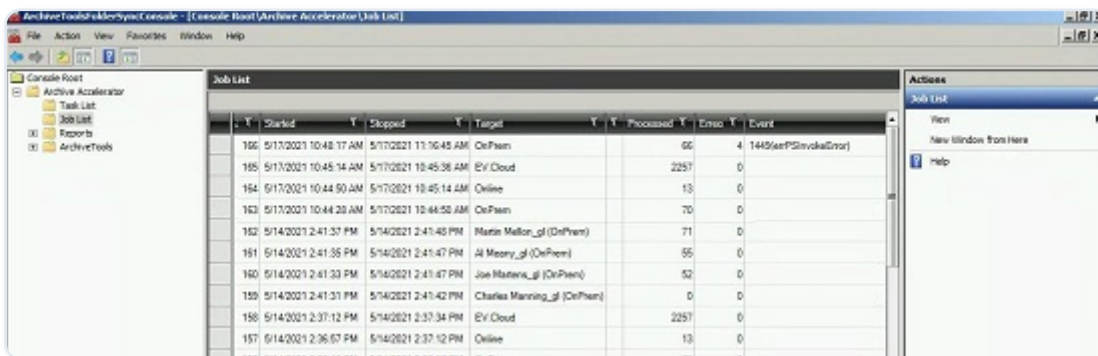 ArchiveToolsFolderSyncConsole - [Console Root\Archive Accelerator\Job List]
File Action View Favorites Window Help
Console Root
Archive Accelerator
Task List
Job List
Reports
ArchiveTools
Job List
Started Stopped Target Processed Event
166 5/17/2021 10:48:17 AM 5/17/2021 11:16:45 AM OnPrem 66 4 1449(errPSInvokeError)
165 5/17/2021 10:45:14 AM 5/17/2021 10:45:36 AM EV.Cloud 2257 0
164 5/17/2021 10:44:50 AM 5/17/2021 10:45:14 AM Online 13 0
163 5/17/2021 10:44:28 AM 5/17/2021 10:44:50 AM OnPrem 70 0
162 5/14/2021 2:41:37 PM 5/14/2021 2:41:48 PM Martin Mellon_gl (OnPrem) 71 0
161 5/14/2021 2:41:35 PM 5/14/2021 2:41:47 PM Al Meany_gl (OnPrem) 55 0
160 5/14/2021 2:41:33 PM 5/14/2021 2:41:47 PM Joe Martens_gl (OnPrem) 52 0
159 5/14/2021 2:41:31 PM 5/14/2021 2:41:42 PM Charles Manning_gl (OnPrem) 0 0
158 5/14/2021 2:37:12 PM 5/14/2021 2:37:34 PM EV.Cloud 2257 0
157 5/14/2021 2:36:57 PM 5/14/2021 2:37:12 PM Online 13 0
Actions
Job List
View
New Window from Here
Help